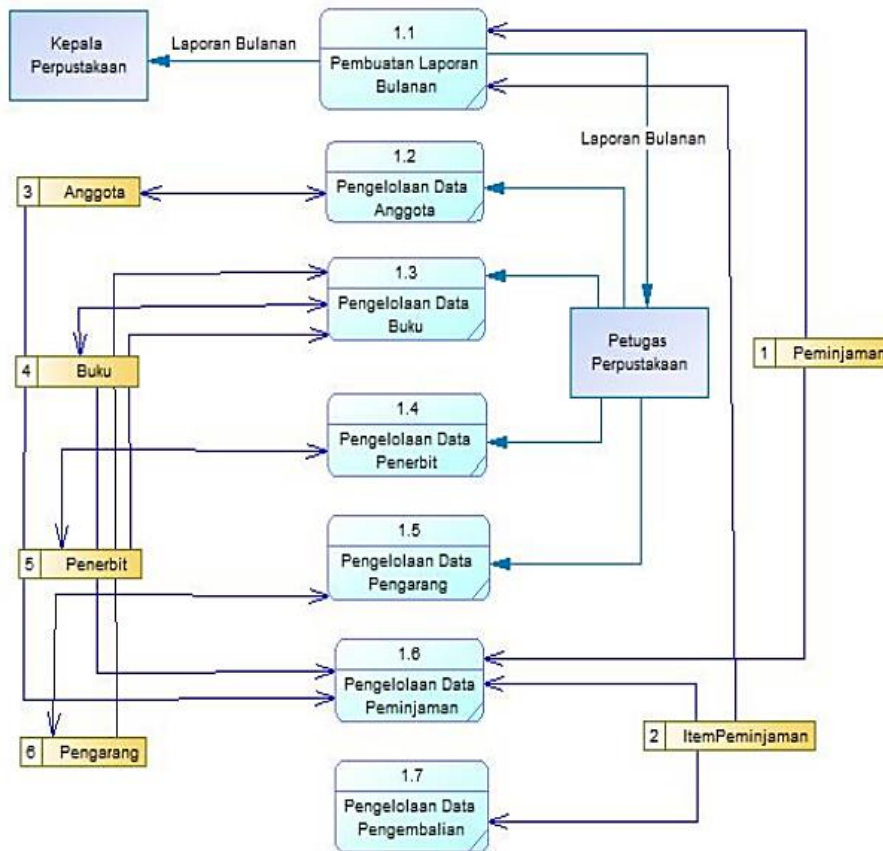 Kepala
Perpustakaan
Laporan Bulanan
1.1
Pembuatan Laporan
Bulanan
Laporan Bulanan
1.2
Pengelolaan Data
Anggota
3 Anggota
1.3
Pengelolaan Data
Buku
Petugas
Perpustakaan
1 Peminjaman
4 Buku
1.4
Pengelolaan Data
Penerbit
1.5
Pengelolaan Data
Pengarang
5 Penerbit
1.6
Pengelolaan Data
Peminjaman
2 ItemPeminjaman
6 Pengarang
1.7
Pengelolaan Data
Pengembalian